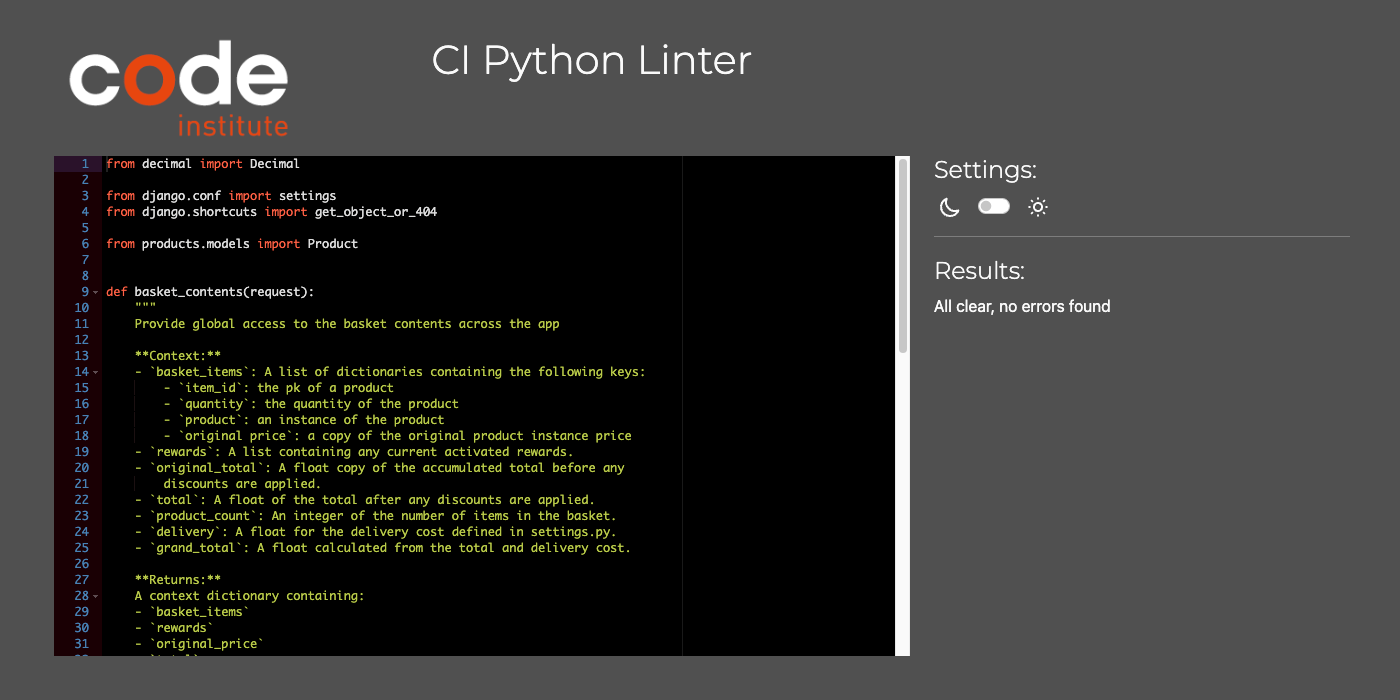 code
institute
CI Python Linter
1 from decimal import Decimal
2
3 from django.conf import settings
4 from django.shortcuts import get_object_or_404
5
6 from products.models import Product
7
8
9 def basket_contents(request):
10 """
11 Provide global access to the basket contents across the app
12
13 **Context:**
14 - `basket_items`: A list of dictionaries containing the following keys:
15 - `item_id`: the pk of a product
16 - `quantity`: the quantity of the product
17 - `product`: an instance of the product
18 - `original price`: a copy of the original product instance price
19 - `rewards`: A list containing any current activated rewards.
20 - `original_total`: A float copy of the accumulated total before any
21 discounts are applied.
22 - `total`: A float of the total after any discounts are applied.
23 - `product_count`: An integer of the number of items in the basket.
24 - `delivery`: A float for the delivery cost defined in settings.py.
25 - `grand_total`: A float calculated from the total and delivery cost.
26
27 **Returns:**
28 A context dictionary containing:
29 - `basket_items`
30 - `rewards`
31 - `original_price`
Settings:
Results:
All clear, no errors found